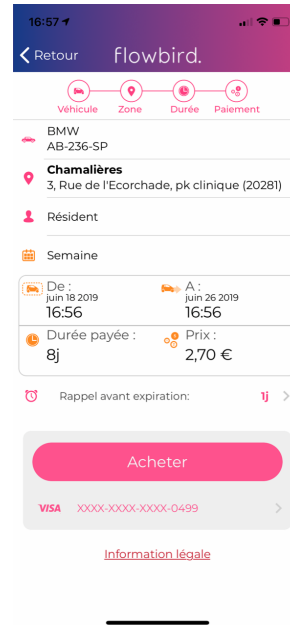 16:57
Retour flowbird.
Véhicule Zone Durée Paiement
BMW
AB-236-SP
Chamalières
3, Rue de l'Ecorchade, pk clinique (20281)
Résident
Semaine
De : A :
juin 18 2019 juin 26 2019
16:56 16:56
Durée payée : Prix :
8j 2,70 €
Rappel avant expiration: 1j
Acheter
VISA XXXX-XXXX-XXXX-0499
Information légale